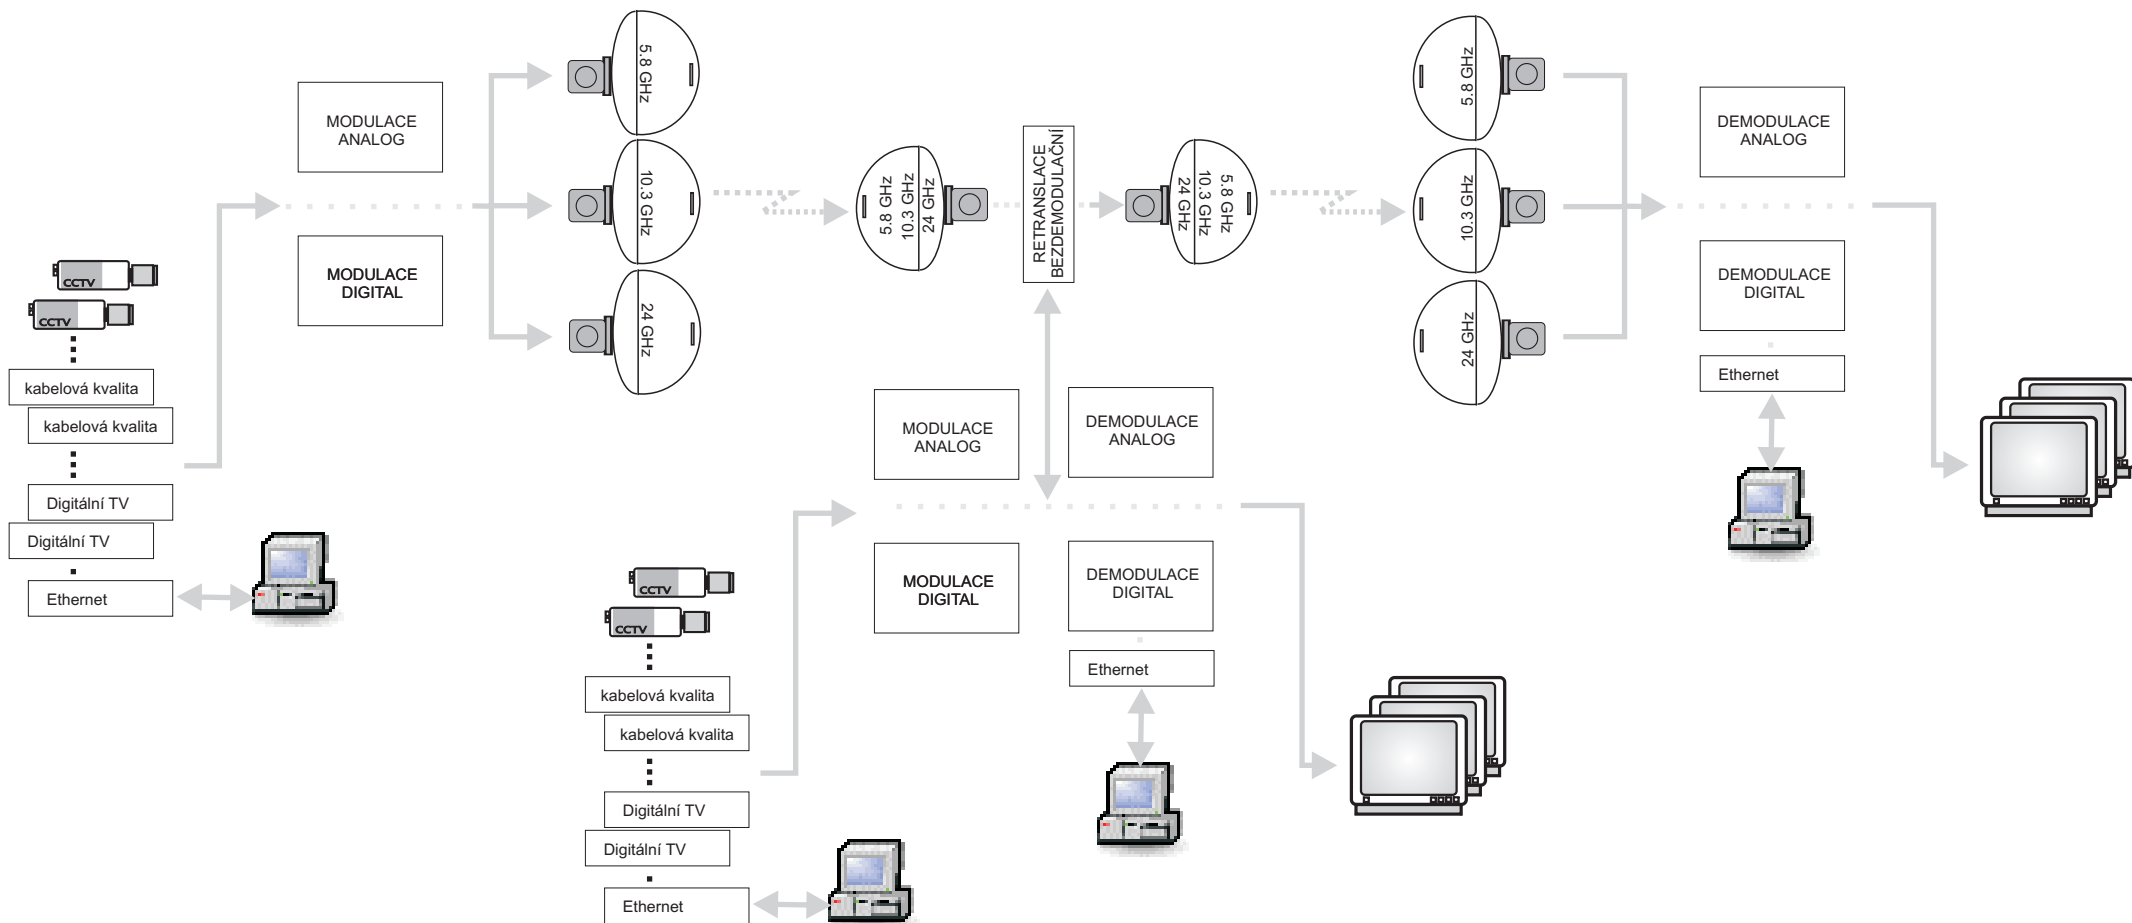 MODULACE
ANALOG
MODULACE
DIGITAL
CCTV
CCTV
kabelová kvalita
kabelová kvalita
Digitální TV
Digitální TV
Ethernet
5.8 GHz
10.3 GHz
24 GHz
5.8 GHz
10.3 GHz
24 GHz
RETRANSLACE
BEZDEMODULAČNÍ
5.8 GHz
10.3 GHz
24 GHz
5.8 GHz
10.3 GHz
24 GHz
DEMODULACE
ANALOG
DEMODULACE
DIGITAL
Ethernet
MODULACE
ANALOG
DEMODULACE
ANALOG
MODULACE
DIGITAL
DEMODULACE
DIGITAL
Ethernet
CCTV
CCTV
kabelová kvalita
kabelová kvalita
Digitální TV
Digitální TV
Ethernet